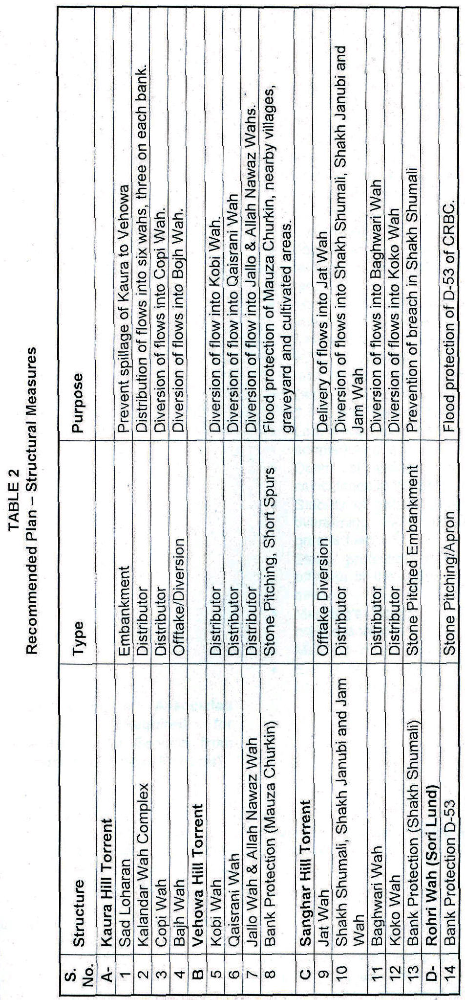 TABLE 2
Recommended Plan – Structural Measures
S. No. Structure Type Purpose
A- Kaura Hill Torrent
1 Sad Loharan Embankment Prevent spillage of Kaura to Vehowa
2 Kalandar Wah Complex Distributor Distribution of flows into six wahs, three on each bank.
3 Copi Wah Distributor Diversion of flows into Copi Wah.
4 Bajh Wah Offtake/Diversion Diversion of flows into Bojh Wah.
B Vehowa Hill Torrent
5 Kobi Wah Distributor Diversion of flow into Kobi Wah.
6 Qaisrani Wah Distributor Diversion of flow into Qaisrani Wah
7 Jallo Wah & Allah Nawaz Wah Distributor Diversion of flow into Jallo & Allah Nawaz Wahs.
8 Bank Protection (Mauza Churkin) Stone Pitching, Short Spurs Flood protection of Mauza Churkin, nearby villages,
graveyard and cultivated areas.
C Sanghar Hill Torrent
9 Jat Wah Offtake Diversion Delivery of flows into Jat Wah
10 Shakh Shumali, Shakh Janubi and Jam Distributor Diversion of flows into Shakh Shumali, Shakh Janubi and
Wah Jam Wah
11 Baghwari Wah Distributor Diversion of flows into Baghwari Wah
12 Koko Wah Distributor Diversion of flows into Koko Wah
13 Bank Protection (Shakh Shumali) Stone Pitched Embankment Prevention of breach in Shakh Shumali
D- Rohri Wah (Sori Lund)
14 Bank Protection D-53 Stone Pitching/Apron Flood protection of D-53 of CRBC.